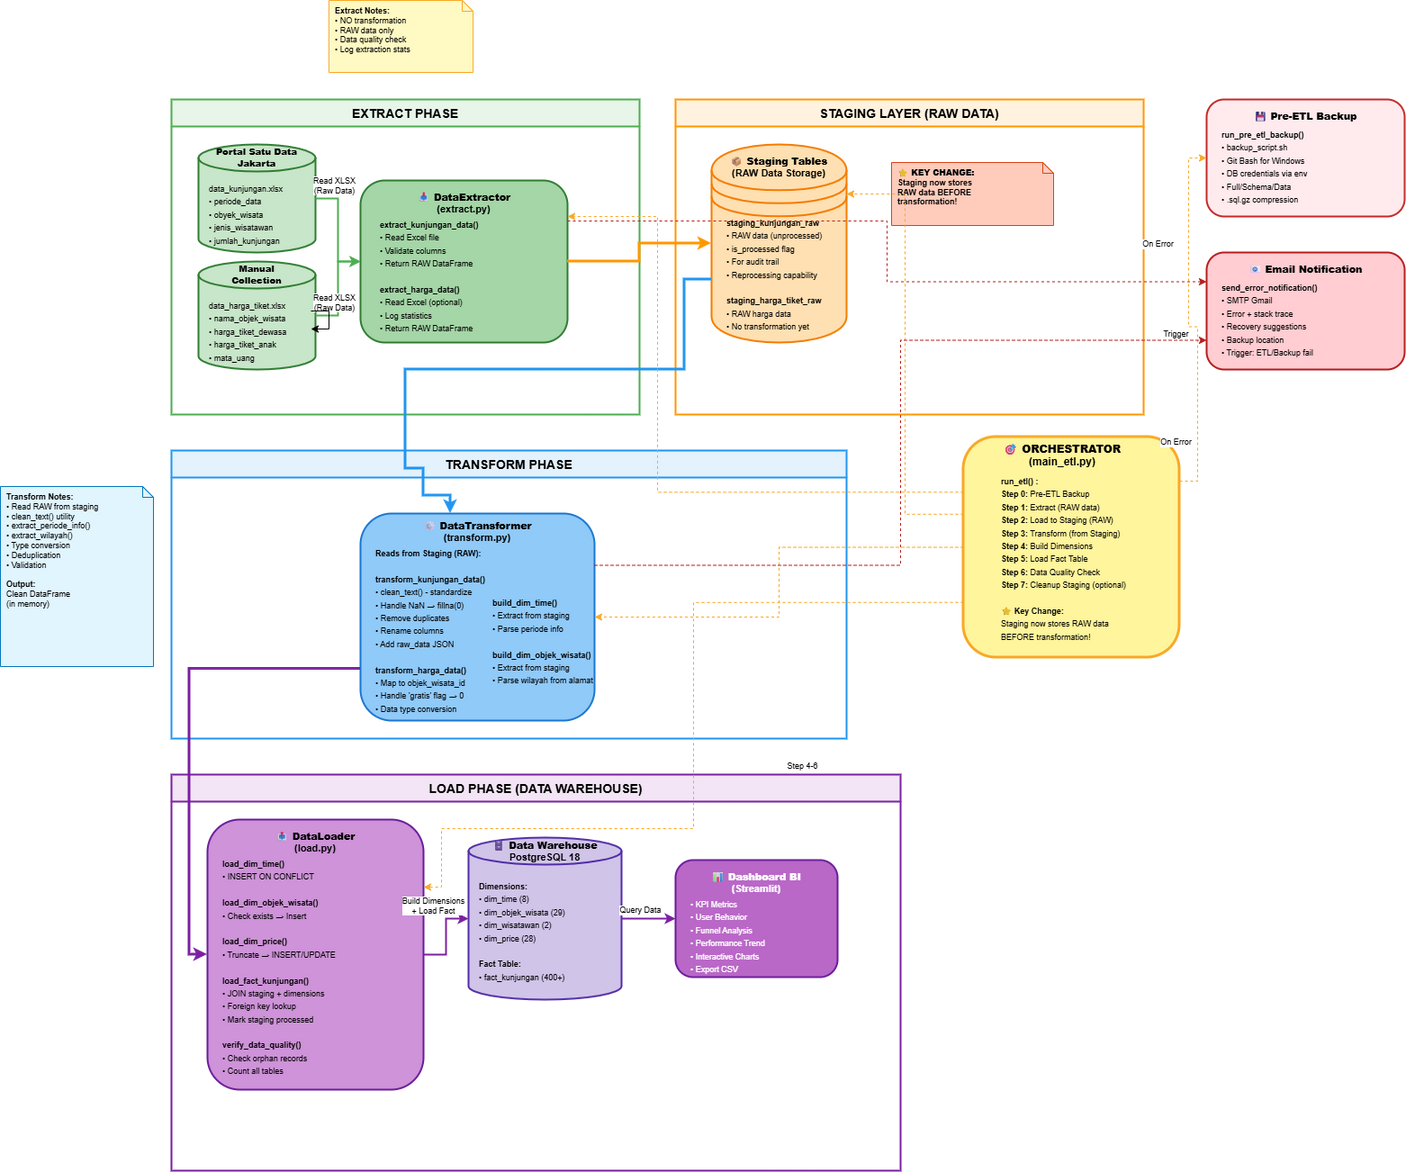 Extract Notes:
• NO transformation
• RAW data only
• Data quality check
• Log extraction stats
EXTRACT PHASE
Portal Satu Data
Jakarta
data_kunjungan.xlsx
• periode_data
• obyek_wisata
• jenis_wisatawan
• jumlah_kunjungan
Read XLSX
(Raw Data)
Manual
Collection
data_harga_tiket.xlsx
• nama_objek_wisata
• harga_tiket_dewasa
• harga_tiket_anak
• mata_uang
Read XLSX
(Raw Data)
DataExtractor
(extract.py)
extract_kunjungan_data()
• Read Excel file
• Validate columns
• Return RAW DataFrame
extract_harga_data()
• Read Excel (optional)
• Log statistics
• Return RAW DataFrame
STAGING LAYER (RAW DATA)
Staging Tables
(RAW Data Storage)
staging_kunjungan_raw
• RAW data (unprocessed)
• is_processed flag
• For audit trail
• Reprocessing capability
staging_harga_tiket_raw
• RAW harga data
• No transformation yet
⭐ KEY CHANGE:
Staging now stores
RAW data BEFORE
transformation!
Pre-ETL Backup
run_pre_etl_backup()
• backup_script.sh
• Git Bash for Windows
• DB credentials via env
• Full/Schema/Data
• .sql.gz compression
On Error
Email Notification
send_error_notification()
• SMTP Gmail
• Error + stack trace
• Recovery suggestions
• Backup location
• Trigger: ETL/Backup fail
Trigger
On Error
ORCHESTRATOR
(main_etl.py)
run_etl() :
Step 0: Pre-ETL Backup
Step 1: Extract (RAW data)
Step 2: Load to Staging (RAW)
Step 3: Transform (from Staging)
Step 4: Build Dimensions
Step 5: Load Fact Table
Step 6: Data Quality Check
Step 7: Cleanup Staging (optional)
⭐ Key Change:
Staging now stores RAW data
BEFORE transformation!
Transform Notes:
• Read RAW from staging
• clean_text() utility
• extract_periode_info()
• extract_wilayah()
• Type conversion
• Deduplication
• Validation
Output:
Clean DataFrame
(in memory)
TRANSFORM PHASE
DataTransformer
(transform.py)
Reads from Staging (RAW):
transform_kunjungan_data()
• clean_text() - standardize
• Handle NaN → fillna(0)
• Remove duplicates
• Rename columns
• Add raw_data JSON
transform_harga_data()
• Map to objek_wisata_id
• Handle 'gratis' flag → 0
• Data type conversion
build_dim_time()
• Extract from staging
• Parse periode info
build_dim_objek_wisata()
• Extract from staging
• Parse wilayah from alamat
Step 4-6
LOAD PHASE (DATA WAREHOUSE)
DataLoader
(load.py)
load_dim_time()
• INSERT ON CONFLICT
load_dim_objek_wisata()
• Check exists → Insert
load_dim_price()
• Truncate → INSERT/UPDATE
load_fact_kunjungan()
• JOIN staging + dimensions
• Foreign key lookup
• Mark staging processed
verify_data_quality()
• Check orphan records
• Count all tables
Build Dimensions
+ Load Fact
Data Warehouse
PostgreSQL 18
Dimensions:
• dim_time (8)
• dim_objek_wisata (29)
• dim_wisatawan (2)
• dim_price (28)
Fact Table:
• fact_kunjungan (400+)
Query Data
Dashboard BI
(Streamlit)
• KPI Metrics
• User Behavior
• Funnel Analysis
• Performance Trend
• Interactive Charts
• Export CSV